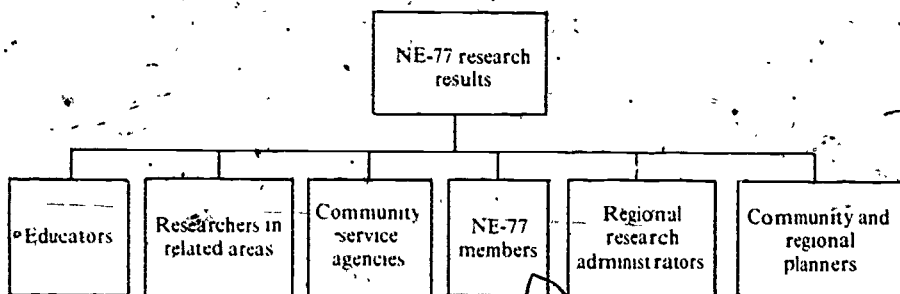 NE-77 research
results
Educators
Researchers in
related areas
Community
service
agencies
NE-77
members
Regional
research
administrators
Community and
regional
planners